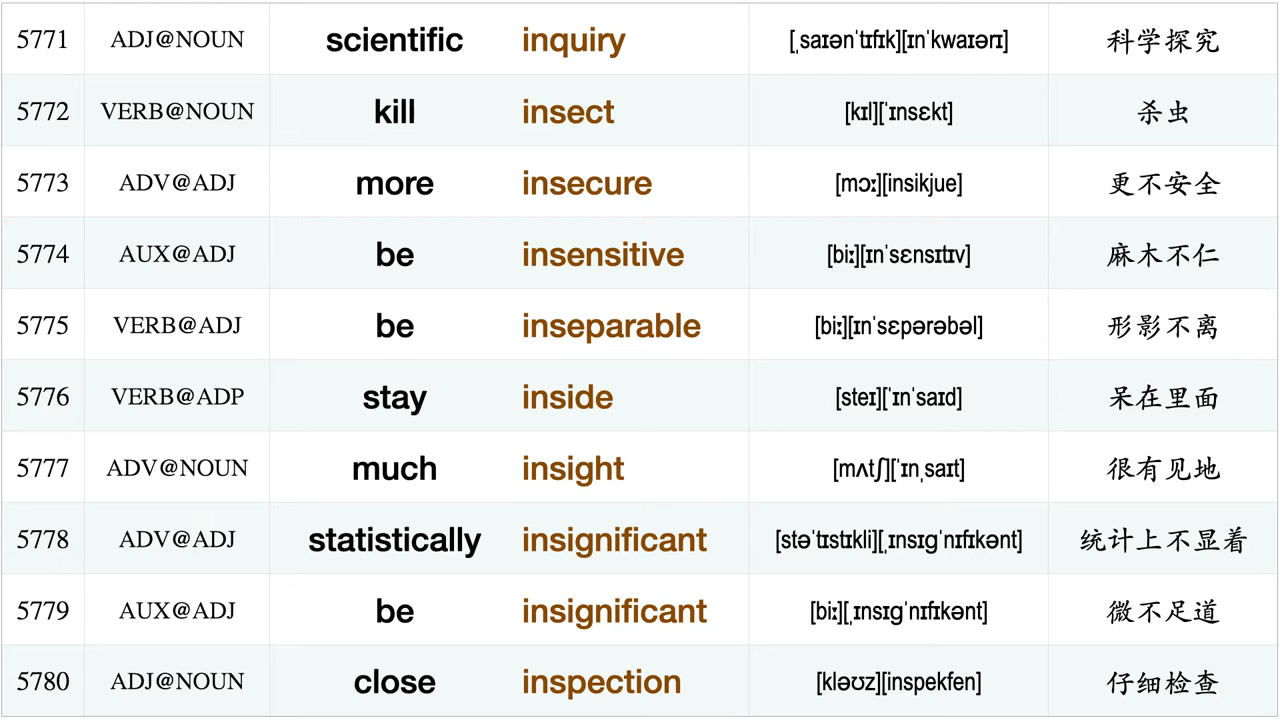 5771 ADJ@NOUN scientific inquiry [ˌsaɪənˈtɪfɪk][ɪnˈkwaɪərɪ] 科学探究
5772 VERB@NOUN kill insect [kɪl][ˈɪnsɛkt] 杀虫
5773 ADV@ADJ more insecure [mɔː][insikjue] 更不安全
5774 AUX@ADJ be insensitive [biː][ɪnˈsɛnsɪtɪv] 麻木不仁
5775 VERB@ADJ be inseparable [biː][ɪnˈsɛpərəbəl] 形影不离
5776 VERB@ADP stay inside [steɪ][ˈɪnˈsaɪd] 呆在里面
5777 ADV@NOUN much insight [mʌtʃ][ˈɪnˌsaɪt] 很有见地
5778 ADV@ADJ statistically insignificant [stəˈtɪstɪkli][ˌɪnsɪɡˈnɪfɪkənt] 统计上不显着
5779 AUX@ADJ be insignificant [biː][ˌɪnsɪɡˈnɪfɪkənt] 微不足道
5780 ADJ@NOUN close inspection [kləʊz][inspekfen] 仔细检查